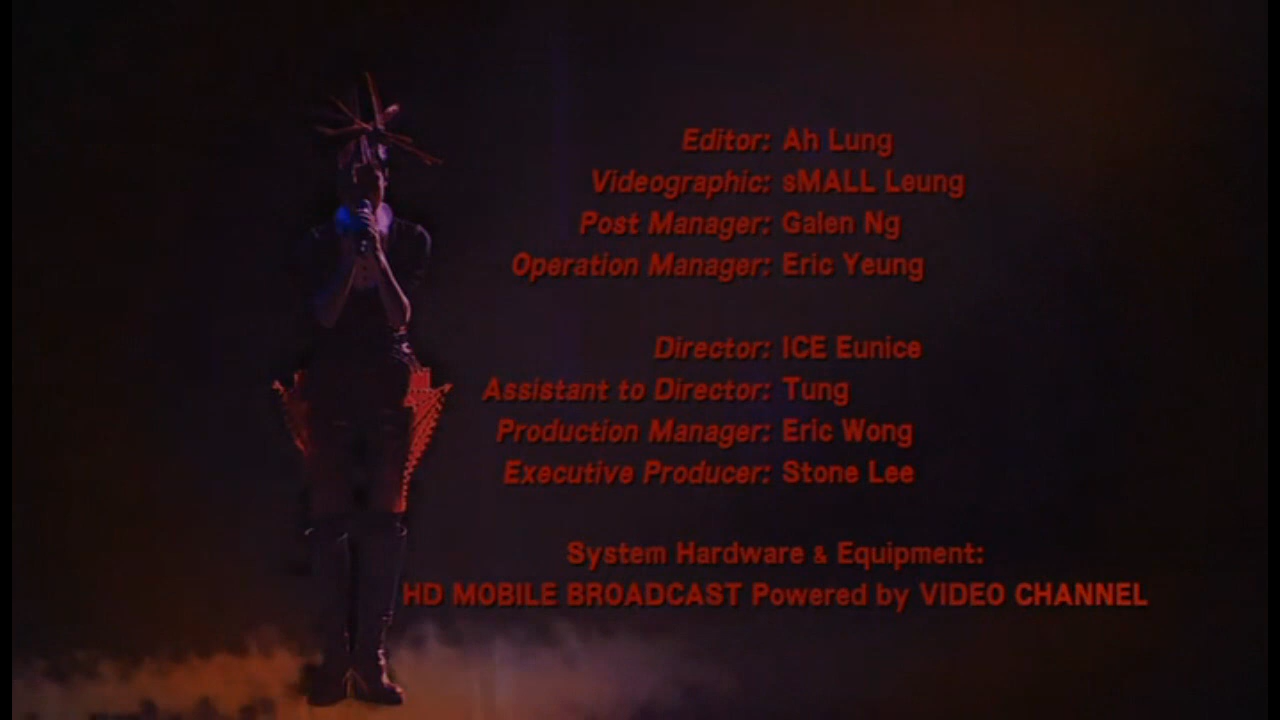 Editor: Ah Lung
Videographic: sMALL Leung
Post Manager: Galen Ng
Operation Manager: Eric Yeung
Director: ICE Eunice
Assistant to Director: Tung
Production Manager: Eric Wong
Executive Producer: Stone Lee
System Hardware & Equipment:
HD MOBILE BROADCAST Powered by VIDEO CHANNEL